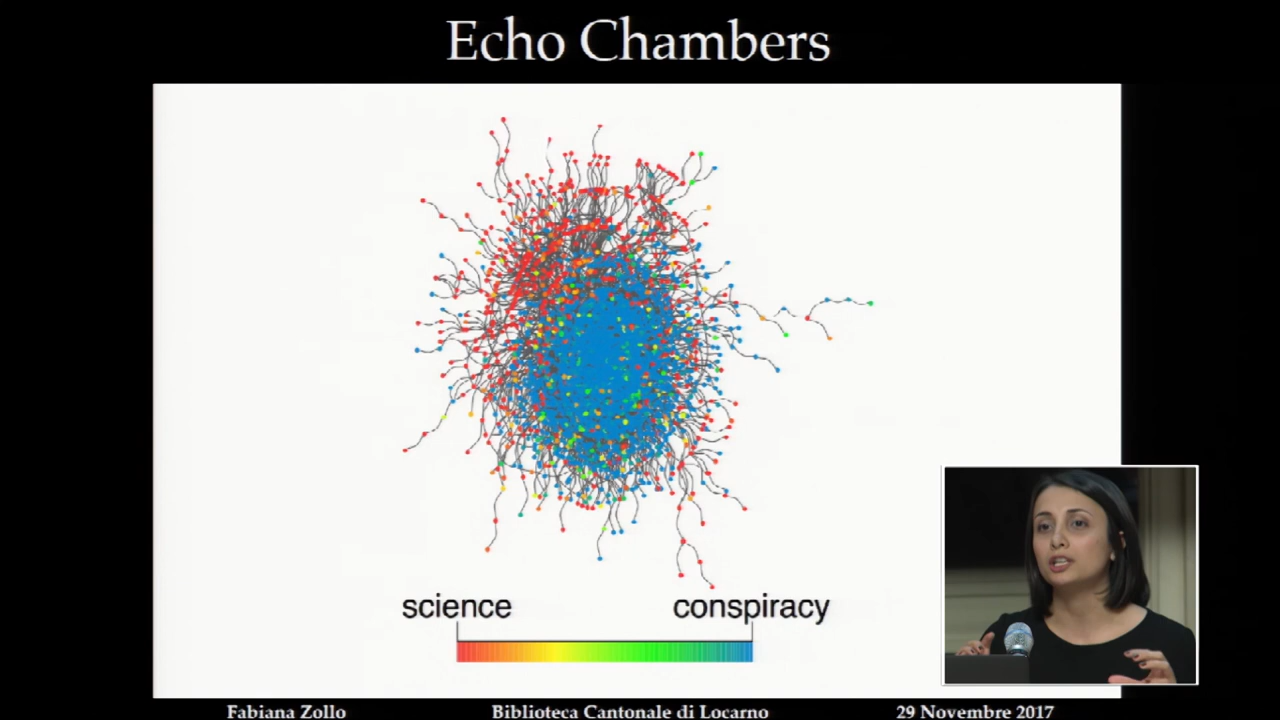 Echo Chambers
science conspiracy
Fabiana Zollo Biblioteca Cantonale di Locarno 29 Novembre 2017